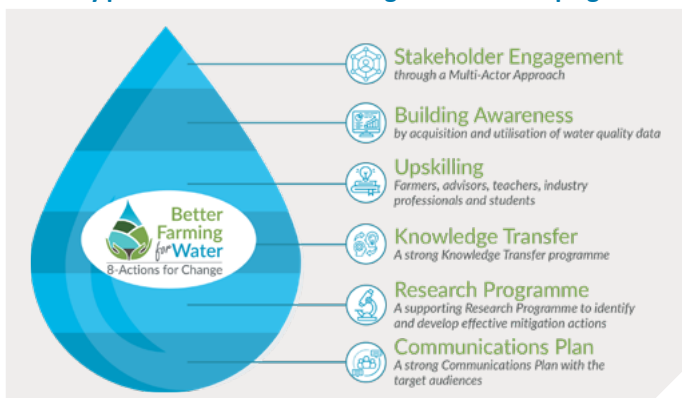 Stakeholder Engagement
through a Multi-Actor Approach
Building Awareness
by acquisition and utilisation of water quality data
Upskilling
Farmers, advisors, teachers, industry
professionals and students
Better
Farming
for Water
8-Actions for Change
Knowledge Transfer
A strong Knowledge Transfer programme
Research Programme
A supporting Research Programme to identify
and develop effective mitigation actions
Communications Plan
A strong Communications Plan with the
target audiences